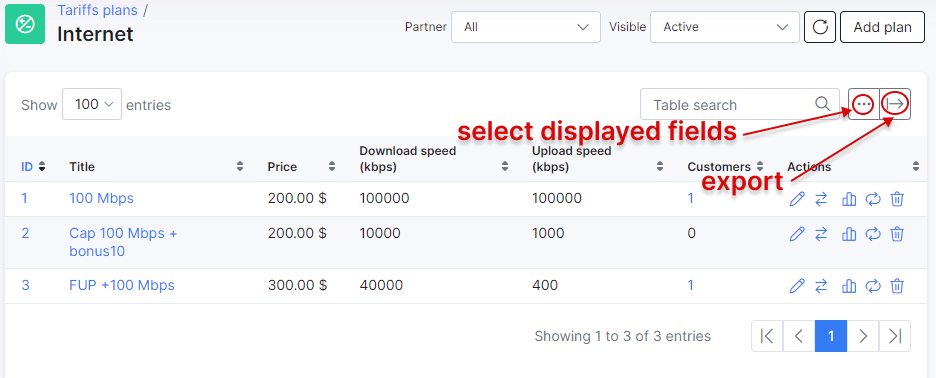 Tariffs plans /
Internet
Partner All Visible Active Add plan
Show 100 entries Table search
select displayed fields
export
ID Title Price Download speed (kbps) Upload speed (kbps) Customers Actions
1 100 Mbps 200.00 $ 100000 100000 1
2 Cap 100 Mbps + bonus10 200.00 $ 10000 1000 0
3 FUP +100 Mbps 300.00 $ 40000 400 1
Showing 1 to 3 of 3 entries 1